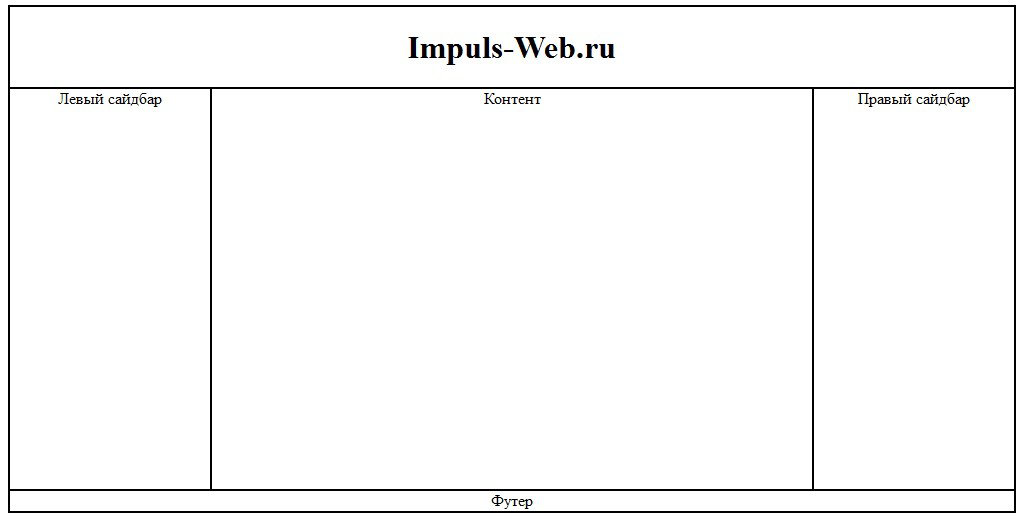 Impuls-Web.ru
Левый сайдбар
Контент
Правый сайдбар
Футер